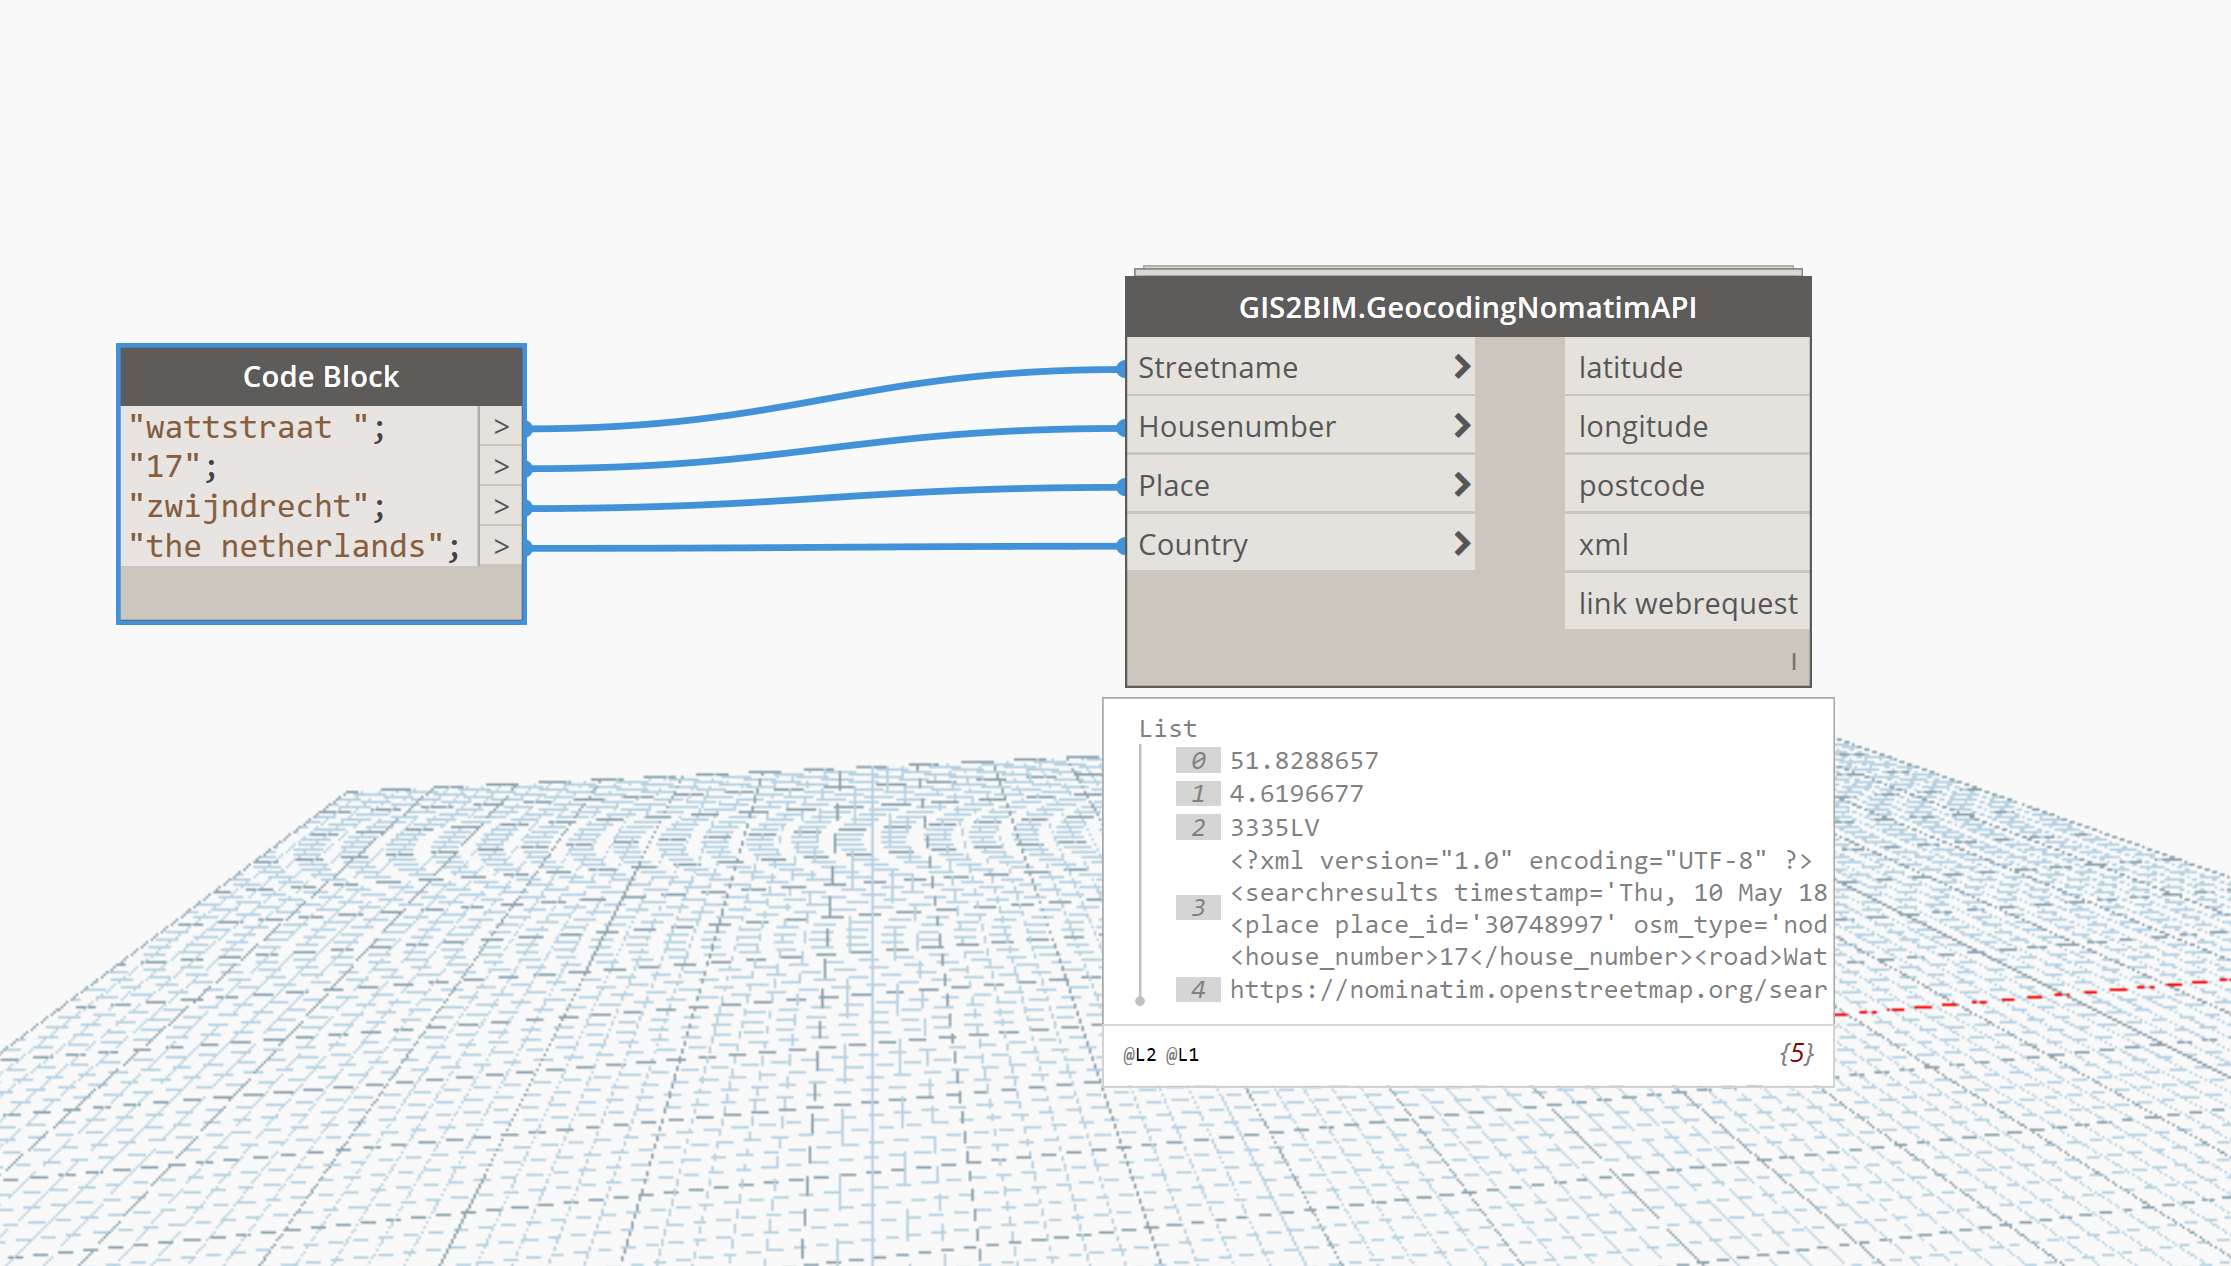 Code Block
"wattstraat ";
>
"17";
>
"zwijndrecht";
>
"the netherlands";
>
GIS2BIM.GeocodingNomatimAPI
Streetname
latitude
Housenumber
longitude
Place
postcode
Country
xml
link webrequest
l
List
0 51.8288657
1 4.6196677
2 3335LV
<?xml version="1.0" encoding="UTF-8" ?>
<searchresults timestamp='Thu, 10 May 18
3
<place place_id='30748997' osm_type='nod
<house_number>17</house_number><road>Wat
4 https://nominatim.openstreetmap.org/sear
@L2 @L1
{5}